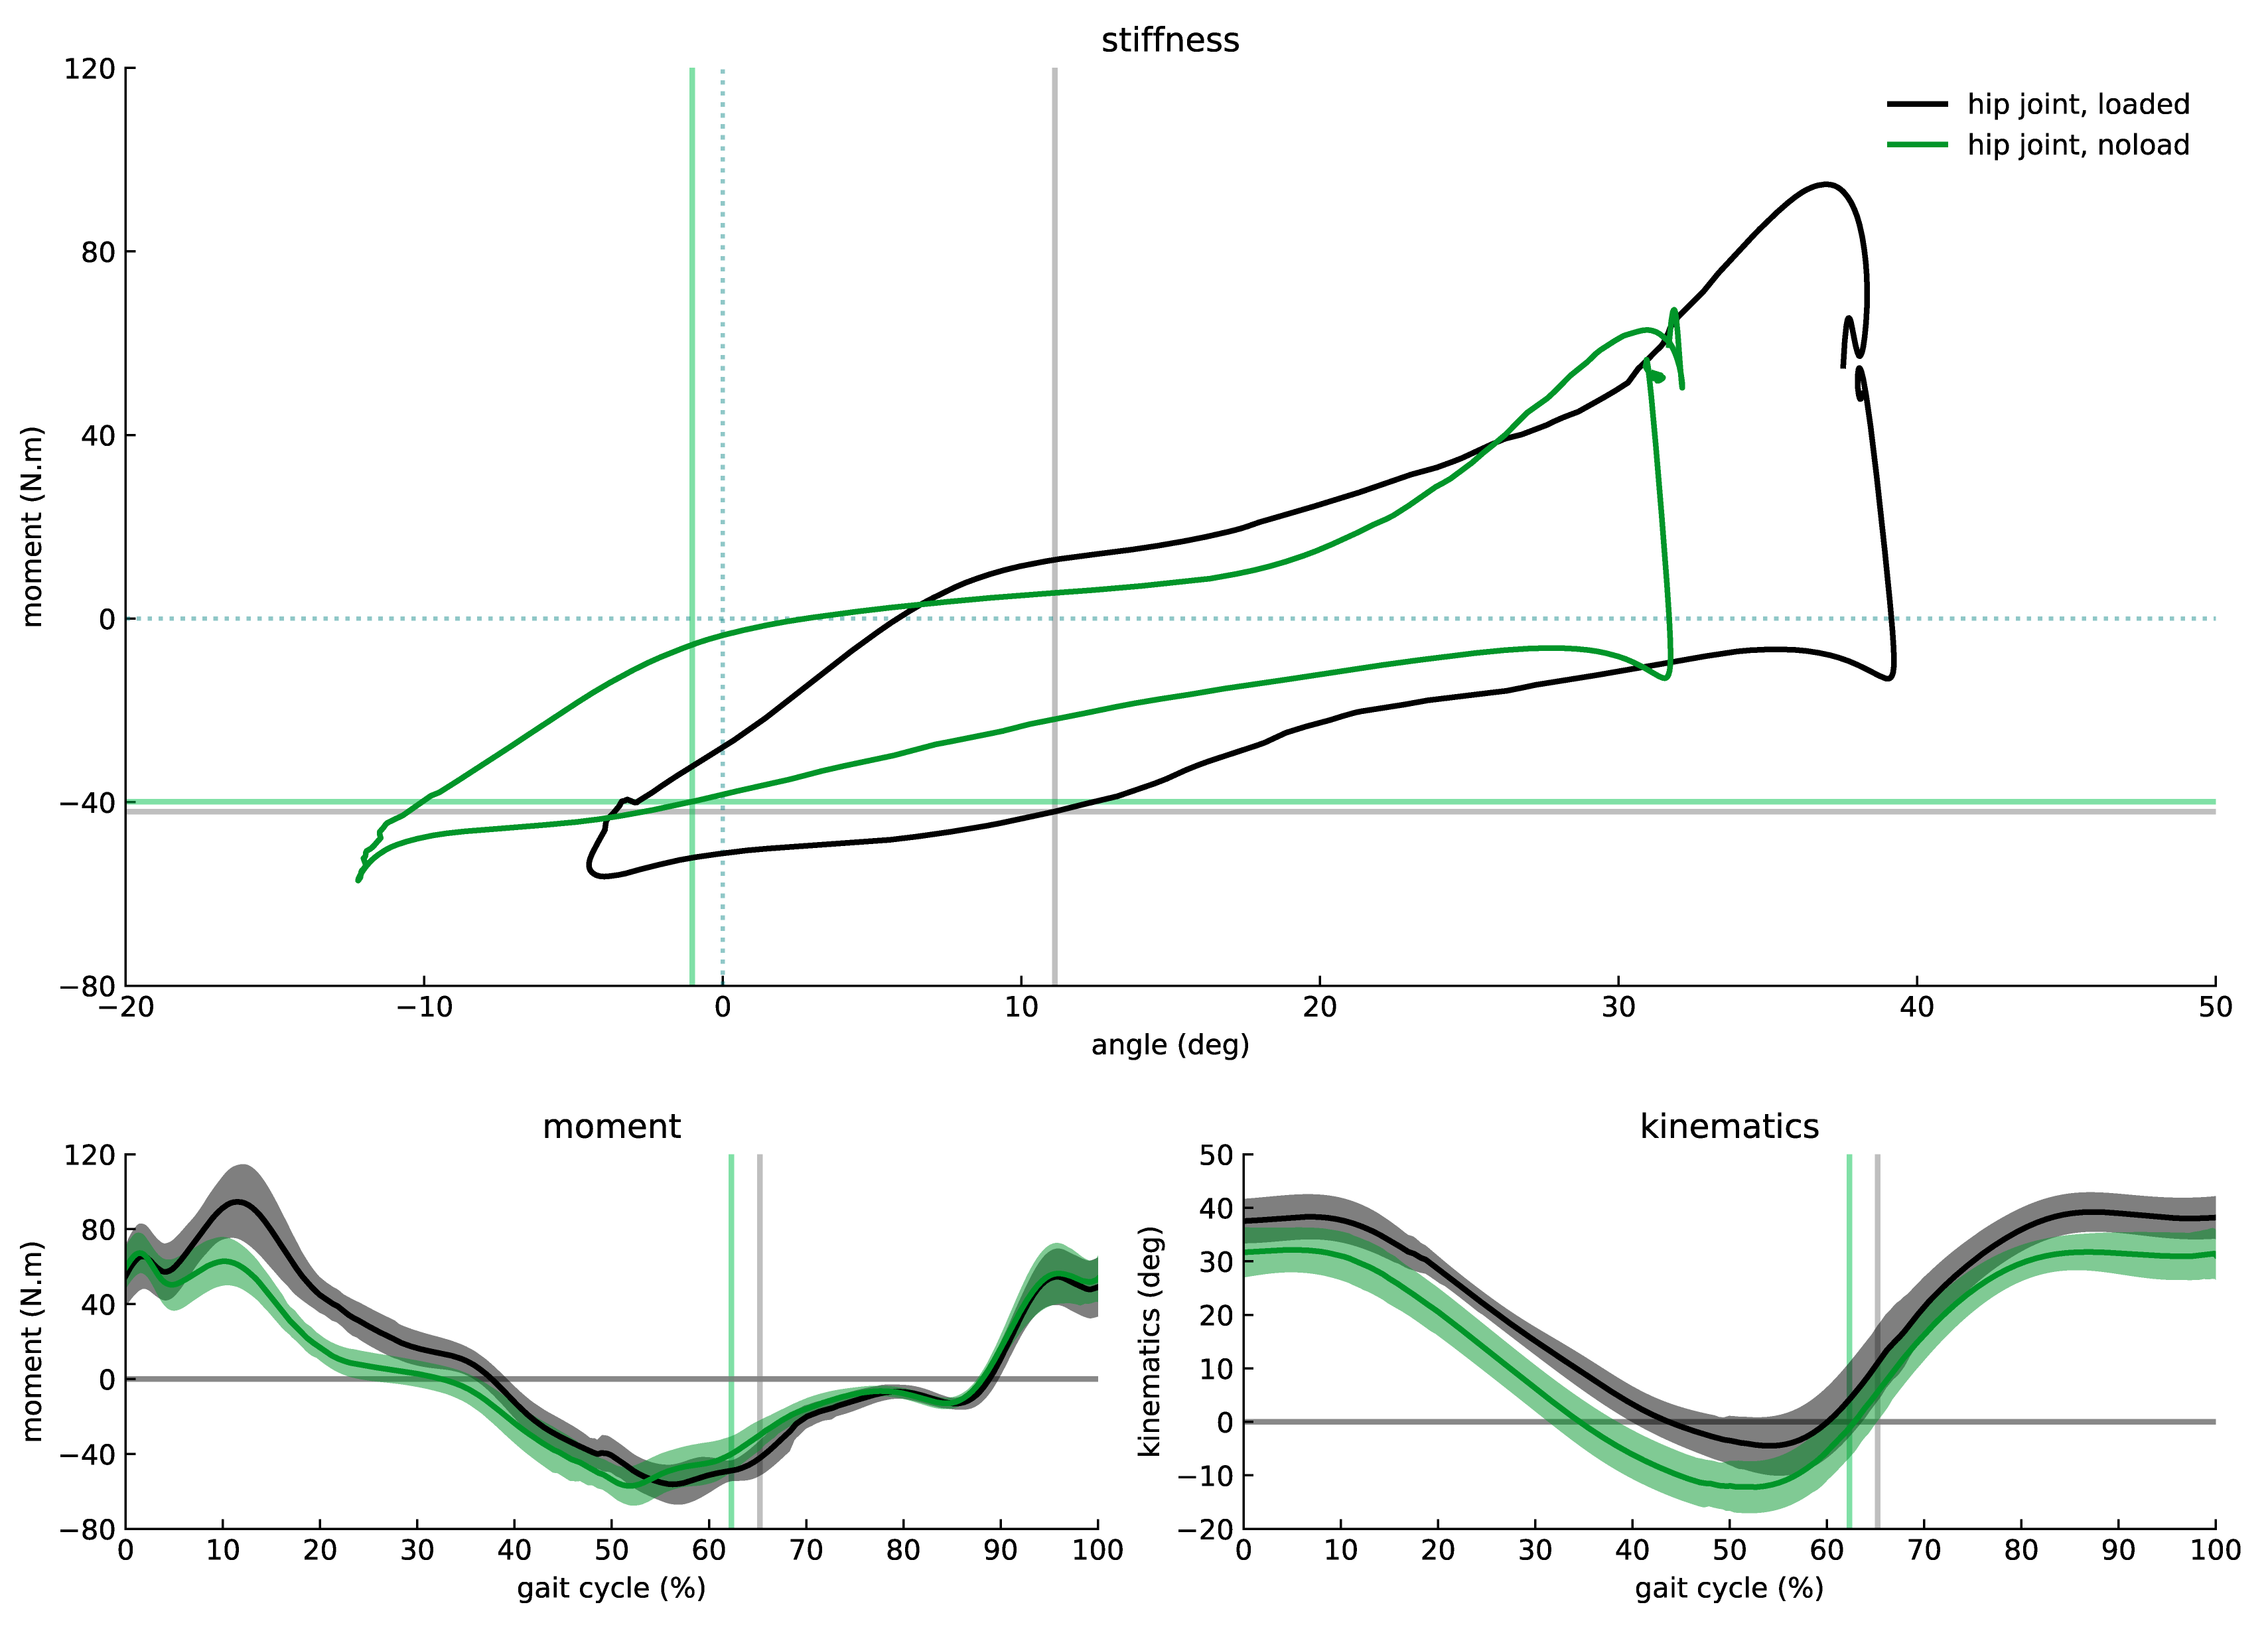 stiffness
120
80
40
0
−40
−80
moment (N.m)
hip joint, loaded
hip joint, noload
−20 −10 0 10 20 30 40 50
angle (deg)
moment
120
80
40
0
−40
−80
moment (N.m)
0 10 20 30 40 50 60 70 80 90 100
gait cycle (%)
kinematics
50
40
30
20
10
0
−10
−20
kinematics (deg)
0 10 20 30 40 50 60 70 80 90 100
gait cycle (%)